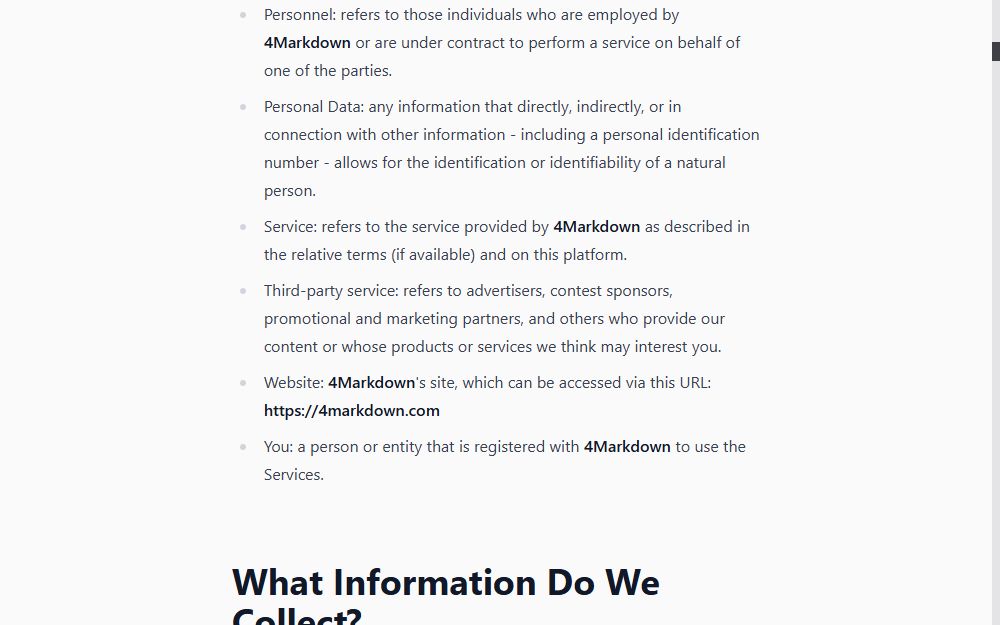 Personnel: refers to those individuals who are employed by
4Markdown or are under contract to perform a service on behalf of
one of the parties.
Personal Data: any information that directly, indirectly, or in
connection with other information - including a personal identification
number - allows for the identification or identifiability of a natural
person.
Service: refers to the service provided by 4Markdown as described in
the relative terms (if available) and on this platform.
Third-party service: refers to advertisers, contest sponsors,
promotional and marketing partners, and others who provide our
content or whose products or services we think may interest you.
Website: 4Markdown's site, which can be accessed via this URL:
https://4markdown.com
You: a person or entity that is registered with 4Markdown to use the
Services.
What Information Do We
Collect?